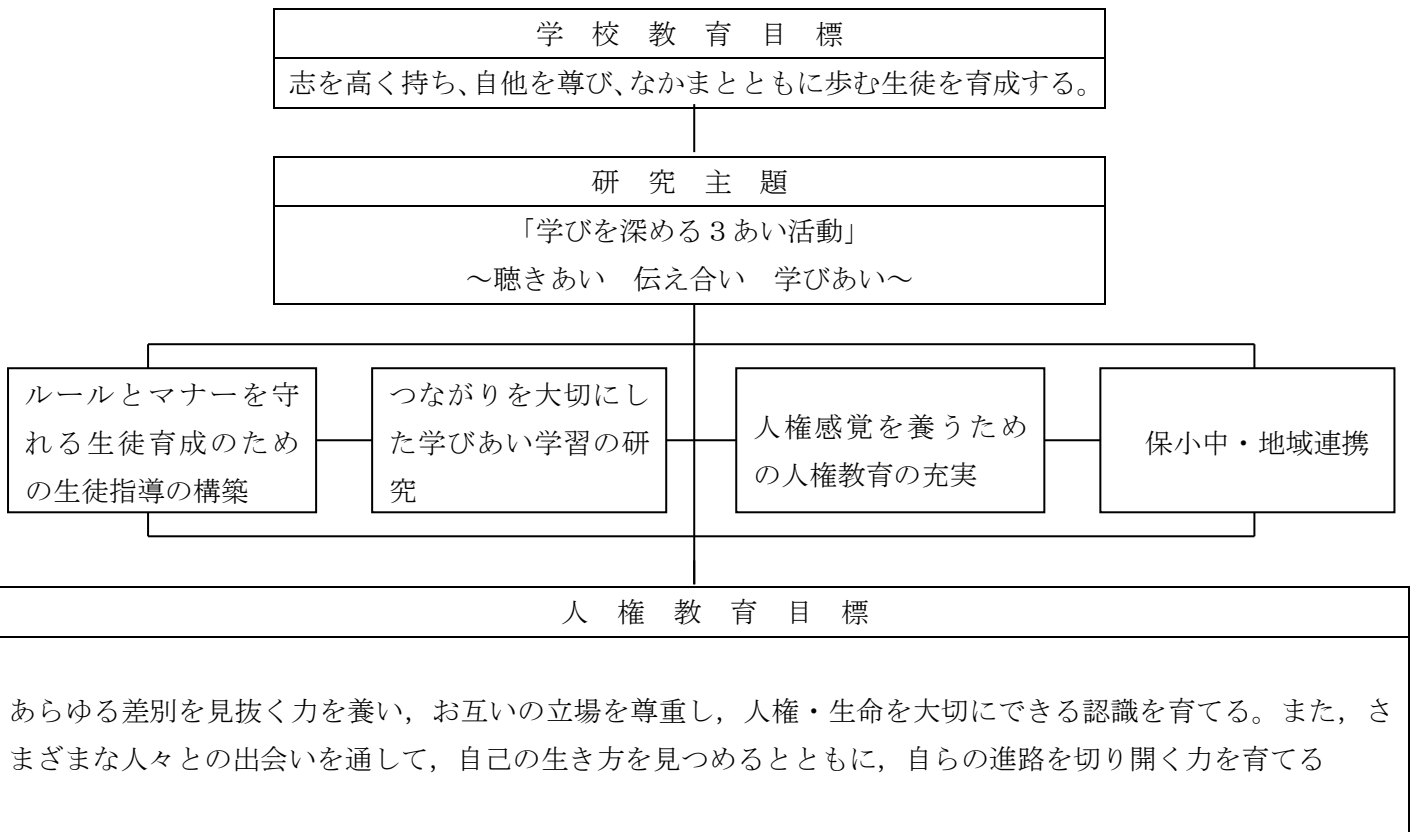 学 校 教 育 目 標
志を高く持ち、自他を尊び、なかまとともに歩む生徒を育成する。
研 究 主 題
「学びを深める３あい活動」
～聴きあい　伝え合い　学びあい～
ルールとマナーを守
れる生徒育成のため
の生徒指導の構築
つながりを大切にし
た学びあい学習の研
究
人権感覚を養うため
の人権教育の充実
保小中・地域連携
人 権 教 育 目 標
あらゆる差別を見抜く力を養い，お互いの立場を尊重し，人権・生命を大切にできる認識を育てる。また，さ
まざまな人々との出会いを通して，自己の生き方を見つめるとともに，自らの進路を切り開く力を育てる